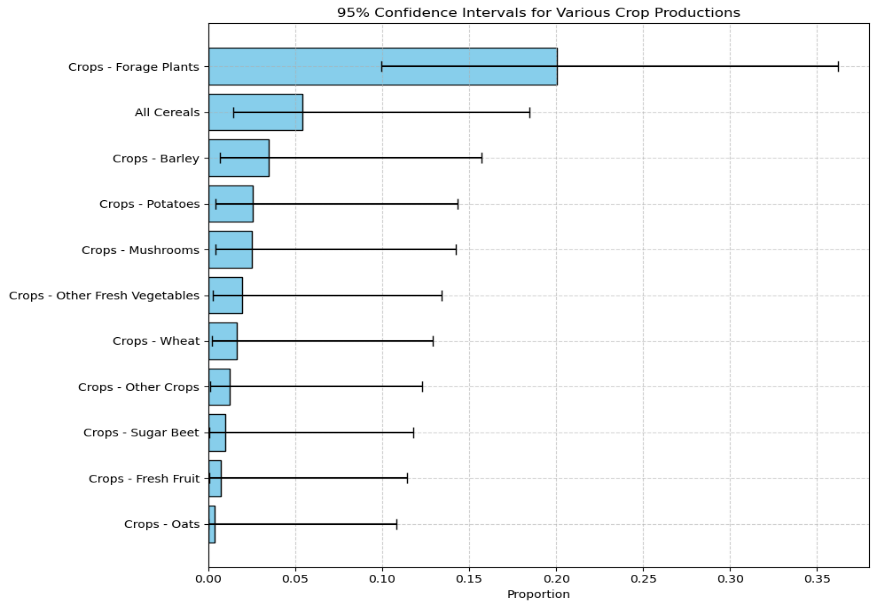 95% Confidence Intervals for Various Crop Productions
Crops - Forage Plants
All Cereals
Crops - Barley
Crops - Potatoes
Crops - Mushrooms
Crops - Other Fresh Vegetables
Crops - Wheat
Crops - Other Crops
Crops - Sugar Beet
Crops - Fresh Fruit
Crops - Oats
0.00 0.05 0.10 0.15 0.20 0.25 0.30 0.35
Proportion